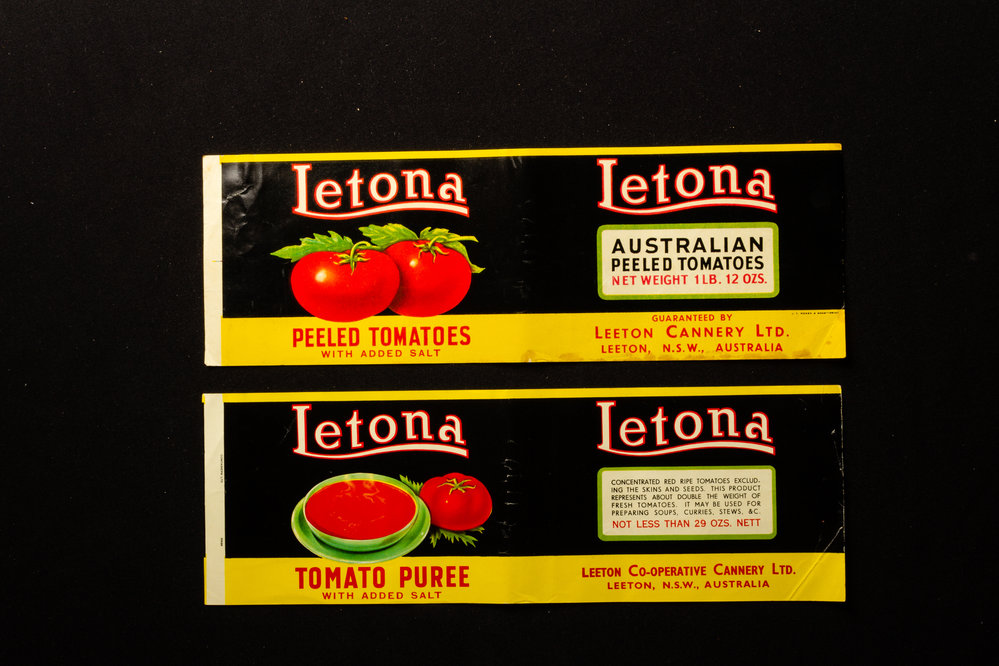 Letona
PEELED TOMATOES
WITH ADDED SALT
Letona
AUSTRALIAN
PEELED TOMATOES
NET WEIGHT 1 LB. 12 OZS.
GUARANTEED BY
LEETON CANNERY LTD.
LEETON, N.S.W., AUSTRALIA
Letona
TOMATO PUREE
WITH ADDED SALT
Letona
CONCENTRATED RED RIPE TOMATOES EXCLUD-
ING THE SKINS AND SEEDS. THIS PRODUCT
REPRESENTS ABOUT DOUBLE THE WEIGHT OF
FRESH TOMATOES. IT MAY BE USED FOR
PREPARING SOUPS, CURRIES, STEWS, &C.
NOT LESS THAN 29 OZS. NETT
LEETON CO-OPERATIVE CANNERY LTD.
LEETON, N.S.W., AUSTRALIA